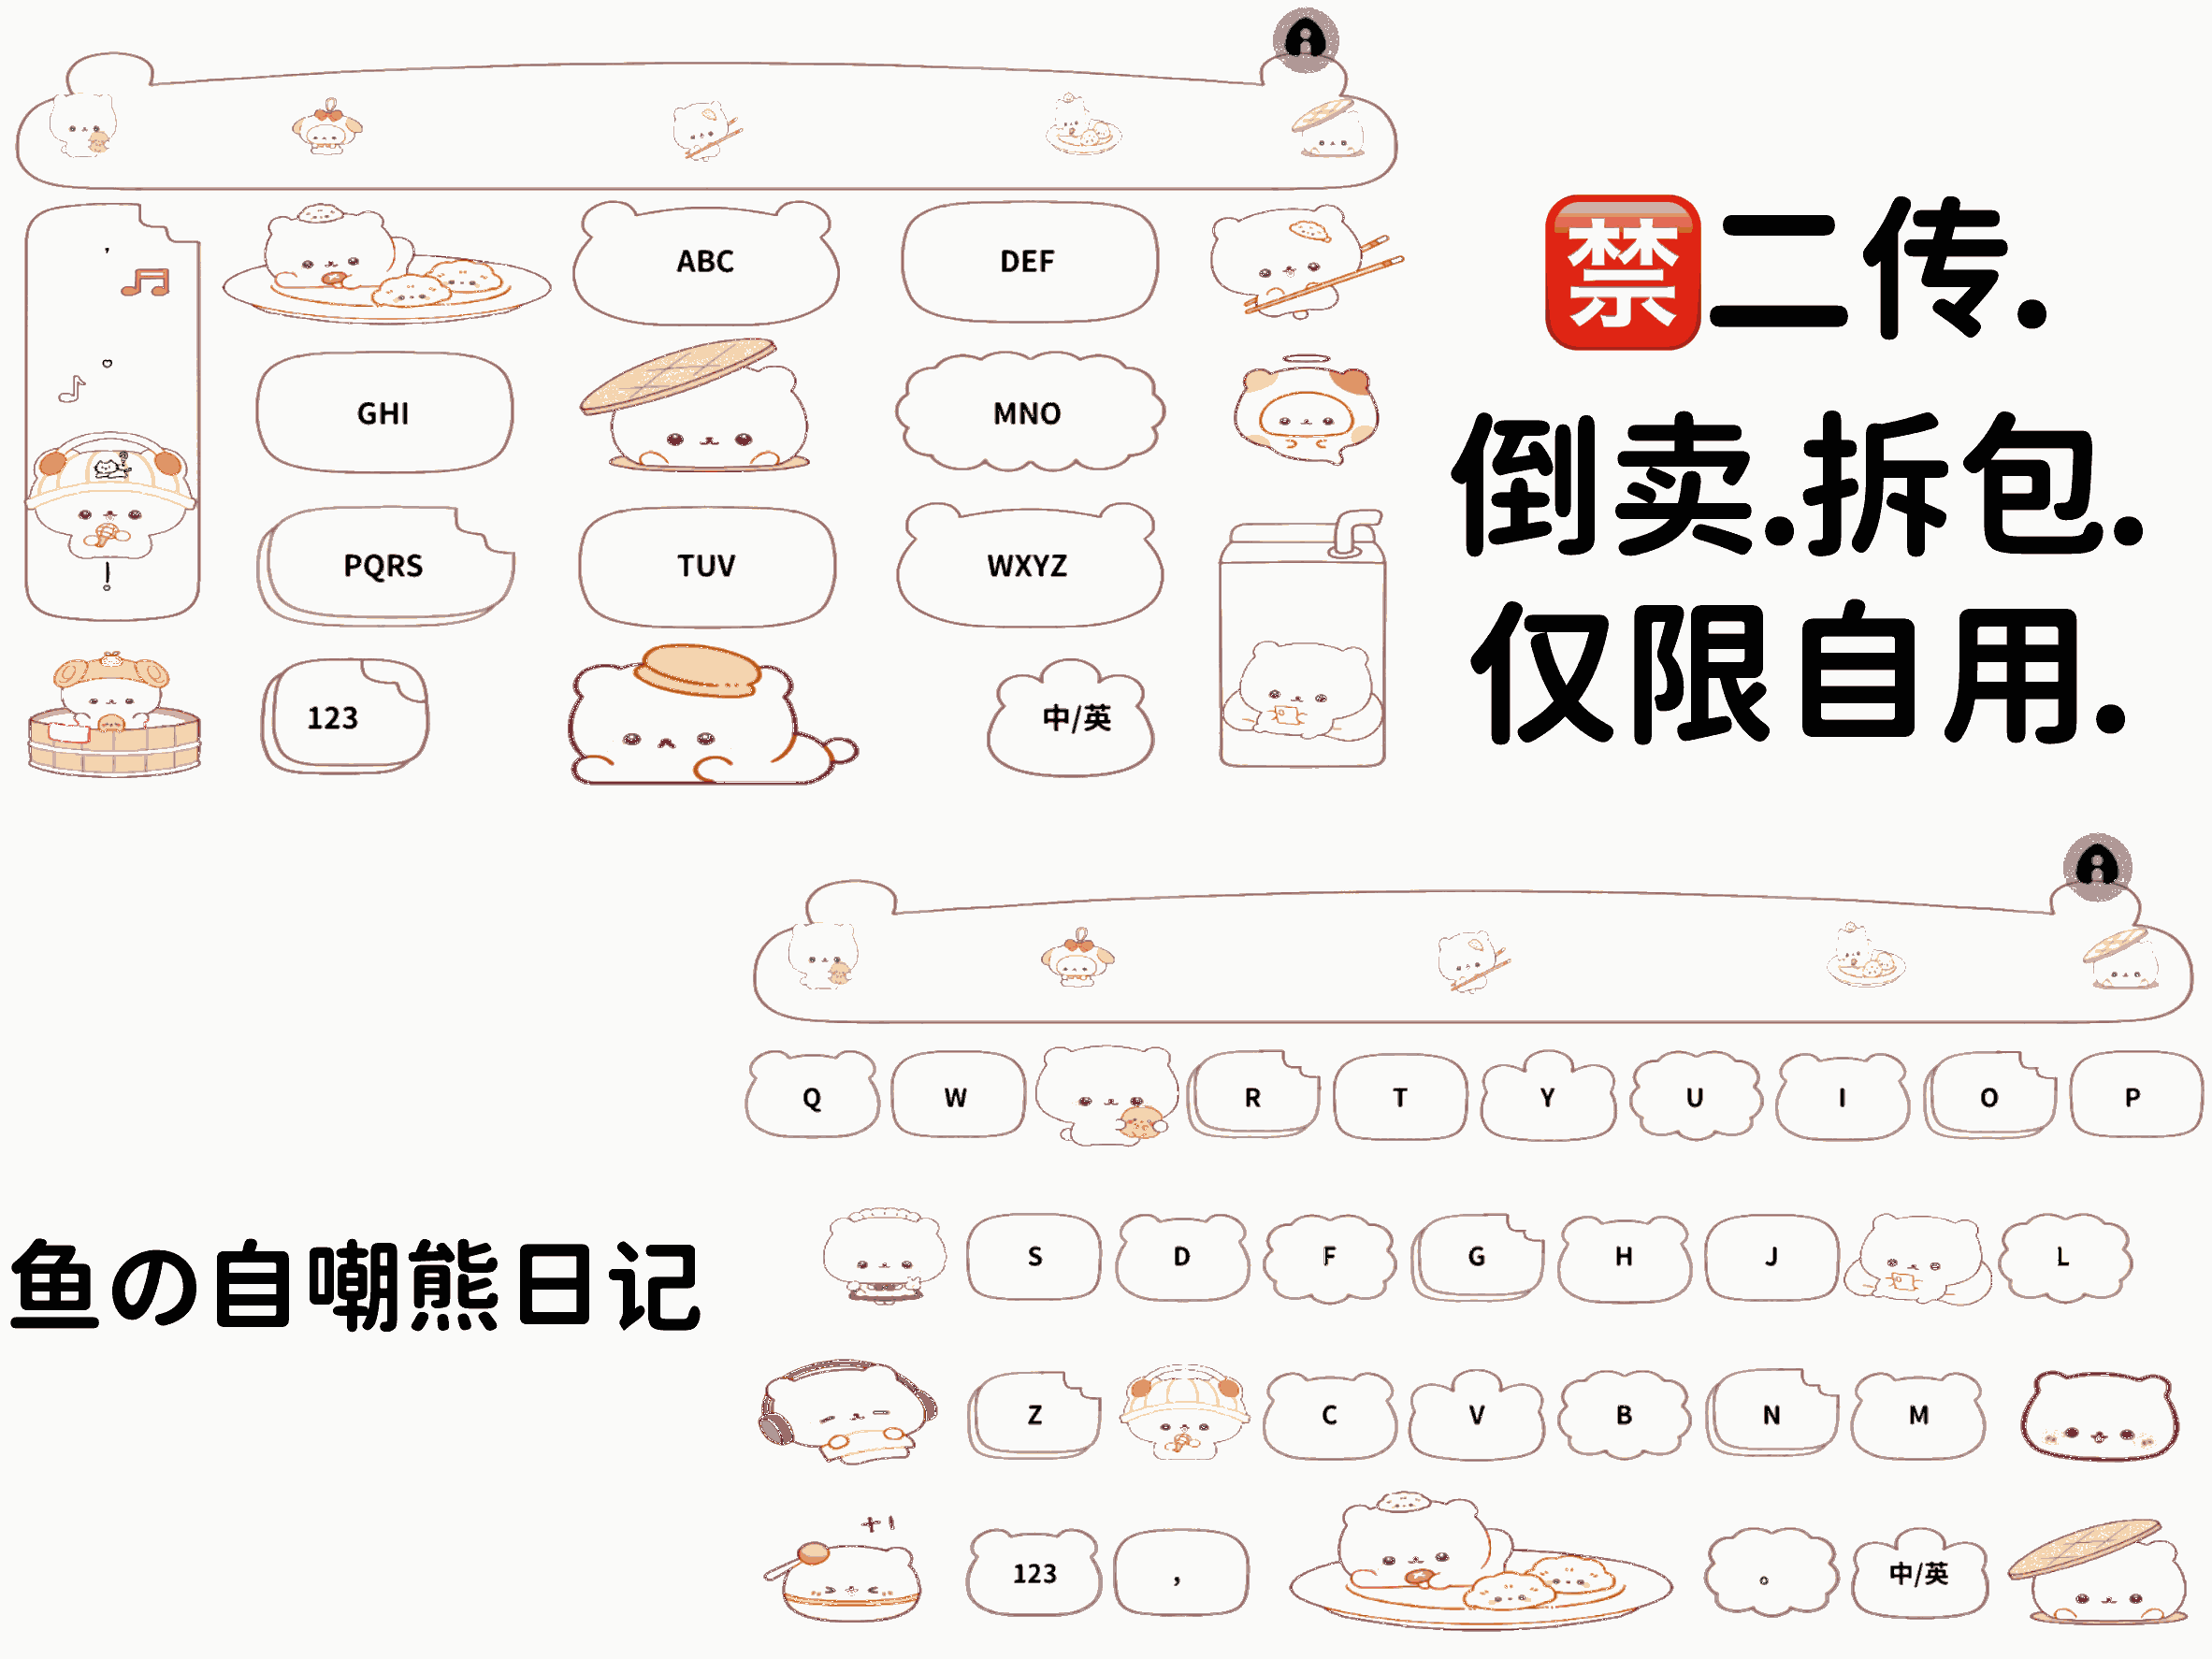 ,
ABC
DEF
。
GHI
MNO
PQRS
TUV
WXYZ
!
123
中/英
🈲二传.
倒卖.拆包.
仅限自用.
Q W R T Y U I O P
鱼の自嘲熊日记
S D F G H J L
Z C V B N M
+1
123 , 。 中/英